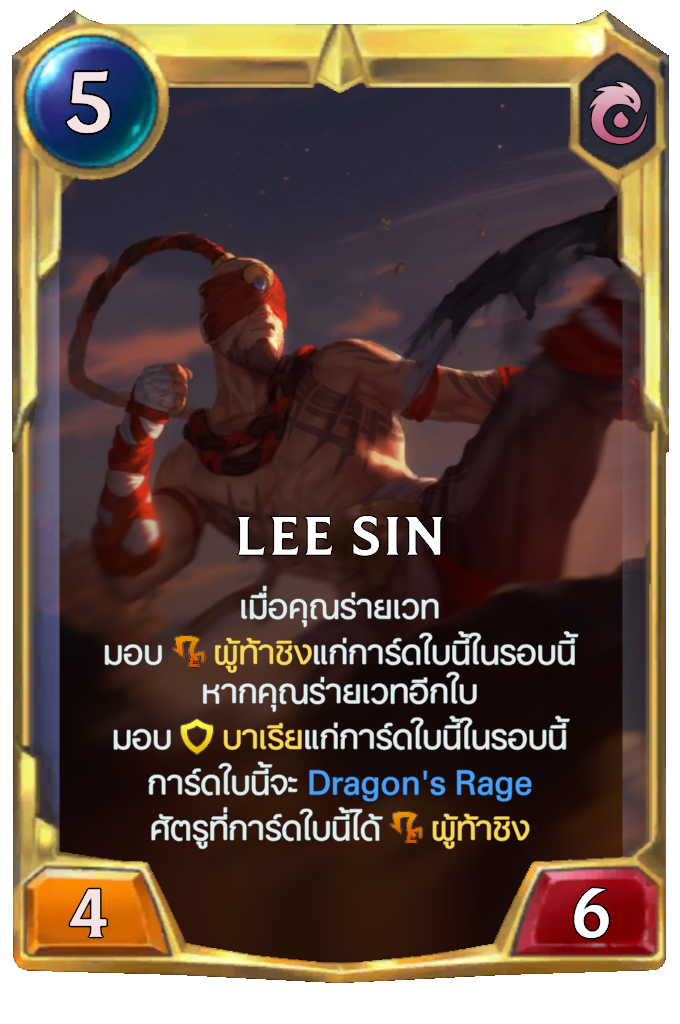 5
LEE SIN
เมื่อคุณร่ายเวท
มอบ ผู้ท้าชิงแก่การ์ดใบนี้ในรอบนี้
หากคุณร่ายเวทอีกใบ
มอบ บาเรียแก่การ์ดใบนี้ในรอบนี้
การ์ดใบนี้จะ Dragon's Rage
ศัตรูที่การ์ดใบนี้ได้ ผู้ท้าชิง
4
6